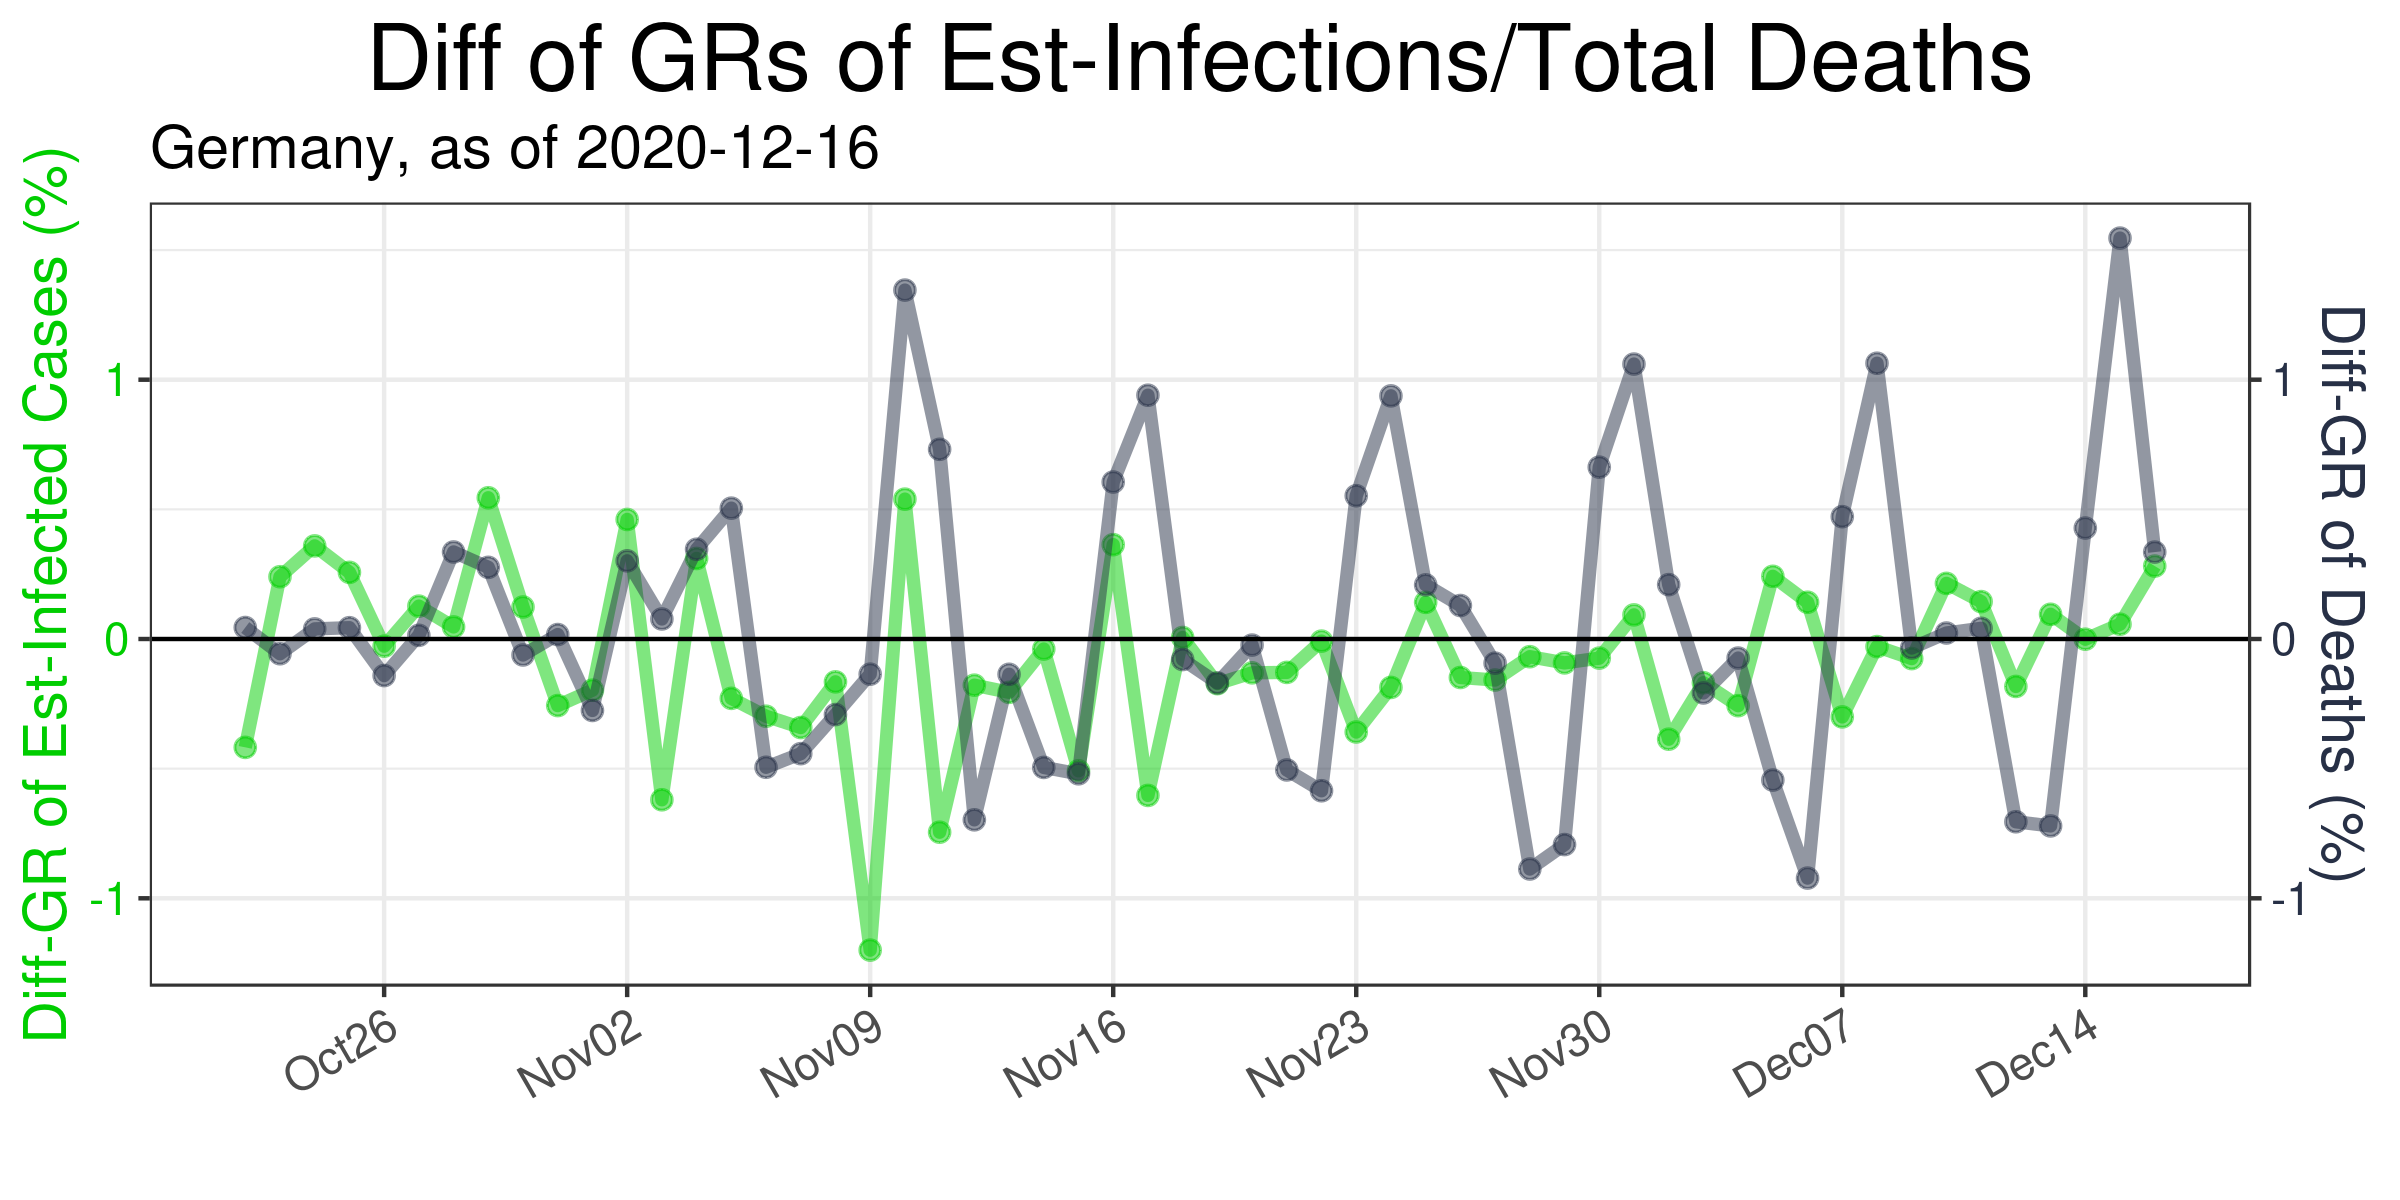 Diff of GRs of Est-Infections/Total Deaths
Germany, as of 2020-12-16
Diff-GR of Est-Infected Cases (%)
1
0
-1
1
0
-1
Diff-GR of Deaths (%)
Oct26
Nov02
Nov09
Nov16
Nov23
Nov30
Dec07
Dec14